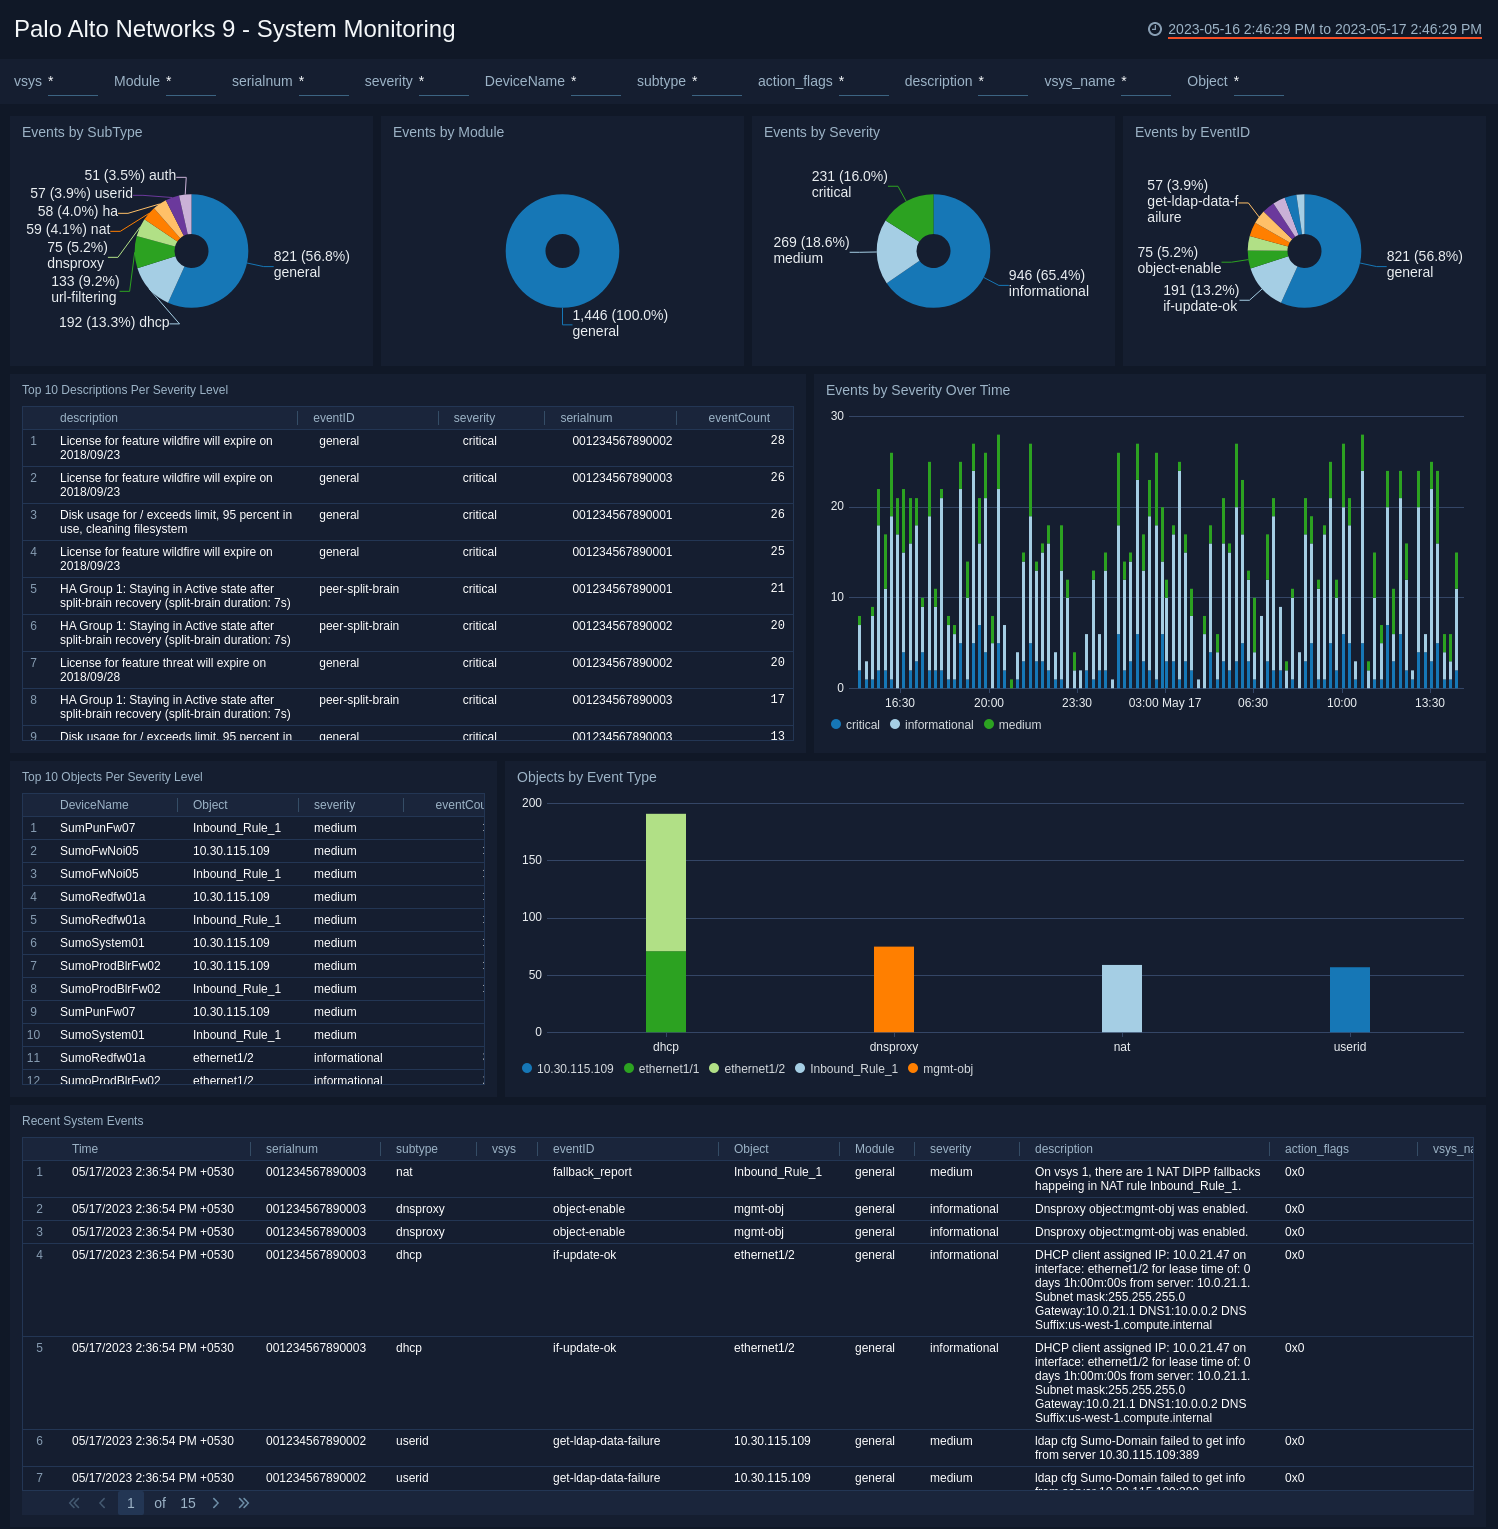 Palo Alto Networks 9 - System Monitoring
2023-05-16 2:46:29 PM to 2023-05-17 2:46:29 PM
vsys * Module * serialnum * severity * DeviceName * subtype * action_flags * description * vsys_name * Object *
Events by SubType
51 (3.5%) auth
57 (3.9%) userid
58 (4.0%) ha
59 (4.1%) nat
75 (5.2%)
dnsproxy
133 (9.2%)
url-filtering
192 (13.3%) dhcp
821 (56.8%)
general
Events by Module
1,446 (100.0%)
general
Events by Severity
231 (16.0%)
critical
269 (18.6%)
medium
946 (65.4%)
informational
Events by EventID
57 (3.9%)
get-ldap-data-f
ailure
75 (5.2%)
object-enable
191 (13.2%)
if-update-ok
821 (56.8%)
general
Top 10 Descriptions Per Severity Level
description eventID severity serialnum eventCount
1 License for feature wildfire will expire on general critical 001234567890002 28
2018/09/23
2 License for feature wildfire will expire on general critical 001234567890003 26
2018/09/23
3 Disk usage for / exceeds limit, 95 percent in general critical 001234567890001 26
use, cleaning filesystem
4 License for feature wildfire will expire on general critical 001234567890001 25
2018/09/23
5 HA Group 1: Staying in Active state after peer-split-brain critical 001234567890001 21
split-brain recovery (split-brain duration: 7s)
6 HA Group 1: Staying in Active state after peer-split-brain critical 001234567890002 20
split-brain recovery (split-brain duration: 7s)
7 License for feature threat will expire on general critical 001234567890002 20
2018/09/28
8 HA Group 1: Staying in Active state after peer-split-brain critical 001234567890003 17
split-brain recovery (split-brain duration: 7s)
9 Disk usage for / exceeds limit, 95 percent in general critical 001234567890003 13
Events by Severity Over Time
30
20
10
0
16:30 20:00 23:30 03:00 May 17 06:30 10:00 13:30
critical informational medium
Top 10 Objects Per Severity Level
DeviceName Object severity eventCou
1 SumPunFw07 Inbound_Rule_1 medium
2 SumoFwNoi05 10.30.115.109 medium
3 SumoFwNoi05 Inbound_Rule_1 medium
4 SumoRedfw01a 10.30.115.109 medium
5 SumoRedfw01a Inbound_Rule_1 medium
6 SumoSystem01 10.30.115.109 medium
7 SumoProdBlrFw02 10.30.115.109 medium
8 SumoProdBlrFw02 Inbound_Rule_1 medium
9 SumPunFw07 10.30.115.109 medium
10 SumoSystem01 Inbound_Rule_1 medium
11 SumoRedfw01a ethernet1/2 informational
12 SumoProdBlrFw02 ethernet1/2 informational
Objects by Event Type
200
150
100
50
0
dhcp dnsproxy nat userid
10.30.115.109 ethernet1/1 ethernet1/2 Inbound_Rule_1 mgmt-obj
Recent System Events
Time serialnum subtype vsys eventID Object Module severity description action_flags vsys_na
1 05/17/2023 2:36:54 PM +0530 001234567890003 nat fallback_report Inbound_Rule_1 general medium On vsys 1, there are 1 NAT DIPP fallbacks 0x0
happeing in NAT rule Inbound_Rule_1.
2 05/17/2023 2:36:54 PM +0530 001234567890003 dnsproxy object-enable mgmt-obj general informational Dnsproxy object:mgmt-obj was enabled. 0x0
3 05/17/2023 2:36:54 PM +0530 001234567890003 dnsproxy object-enable mgmt-obj general informational Dnsproxy object:mgmt-obj was enabled. 0x0
4 05/17/2023 2:36:54 PM +0530 001234567890003 dhcp if-update-ok ethernet1/2 general informational DHCP client assigned IP: 10.0.21.47 on 0x0
interface: ethernet1/2 for lease time of: 0
days 1h:00m:00s from server: 10.0.21.1.
Subnet mask:255.255.255.0
Gateway:10.0.21.1 DNS1:10.0.0.2 DNS
Suffix:us-west-1.compute.internal
5 05/17/2023 2:36:54 PM +0530 001234567890003 dhcp if-update-ok ethernet1/2 general informational DHCP client assigned IP: 10.0.21.47 on 0x0
interface: ethernet1/2 for lease time of: 0
days 1h:00m:00s from server: 10.0.21.1.
Subnet mask:255.255.255.0
Gateway:10.0.21.1 DNS1:10.0.0.2 DNS
Suffix:us-west-1.compute.internal
6 05/17/2023 2:36:54 PM +0530 001234567890002 userid get-ldap-data-failure 10.30.115.109 general medium ldap cfg Sumo-Domain failed to get info 0x0
from server 10.30.115.109:389
7 05/17/2023 2:36:54 PM +0530 001234567890002 userid get-ldap-data-failure 10.30.115.109 general medium ldap cfg Sumo-Domain failed to get info 0x0
from server 10.30.115.109:389
1 of 15